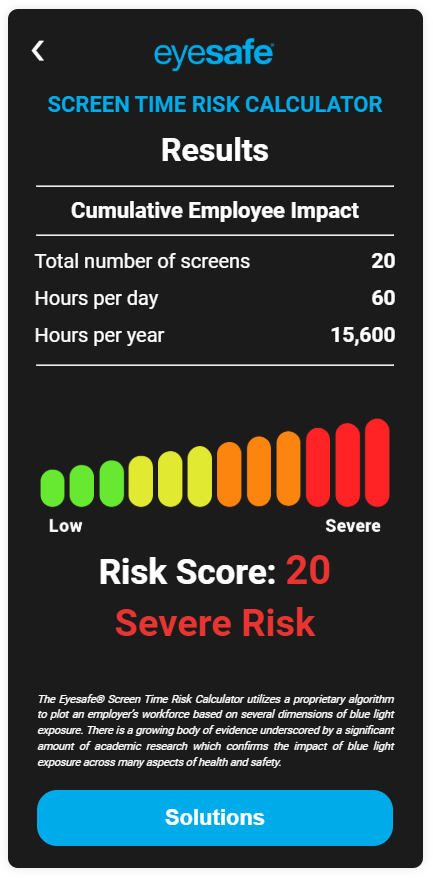 eyesafe®
SCREEN TIME RISK CALCULATOR
Results
Cumulative Employee Impact
Total number of screens 20
Hours per day 60
Hours per year 15,600
Low Severe
Risk Score: 20
Severe Risk
The Eyesafe® Screen Time Risk Calculator utilizes a proprietary algorithm
to plot an employer's workforce based on several dimensions of blue light
exposure. There is a growing body of evidence underscored by a significant
amount of academic research which confirms the impact of blue light
exposure across many aspects of health and safety.
Solutions